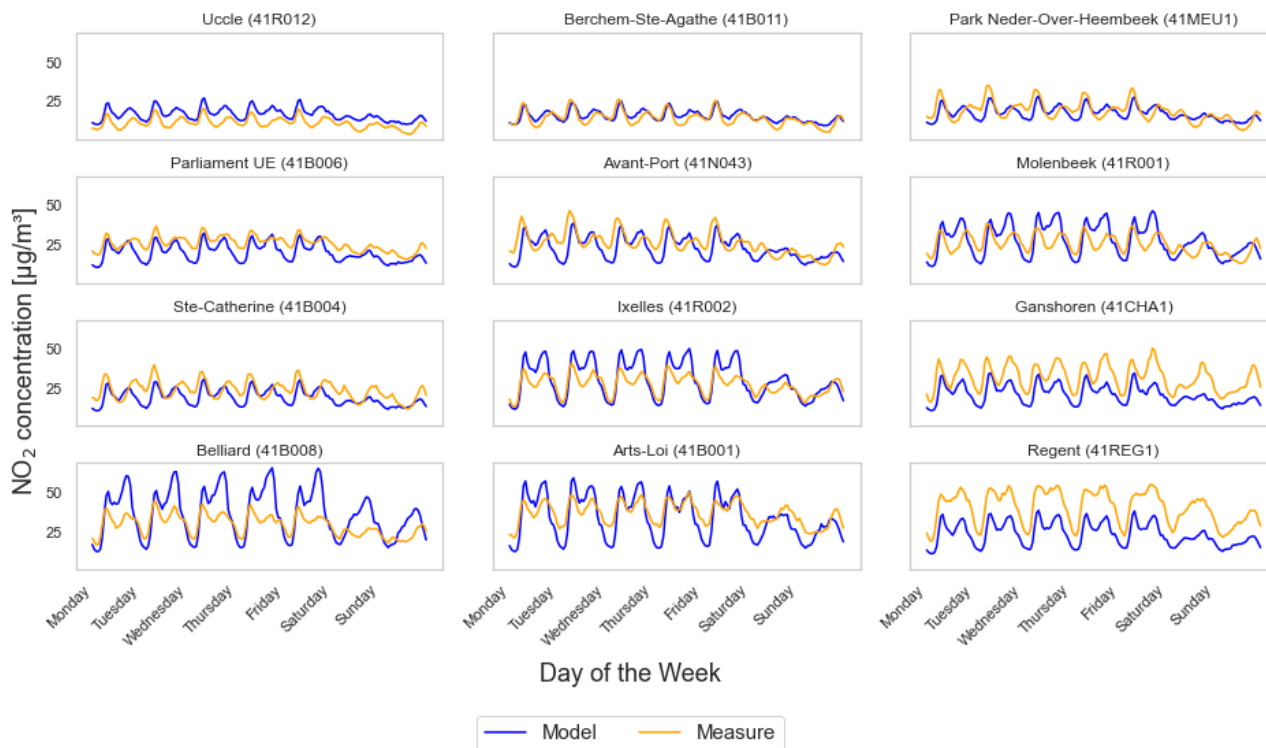 Uccle (41R012) Berchem-Ste-Agathe (41B011) Park Neder-Over-Heembeek (41MEU1)
50
25
Parliament UE (41B006) Avant-Port (41N043) Molenbeek (41R001)
50
25
Ste-Catherine (41B004) Ixelles (41R002) Ganshoren (41CHA1)
50
25
Belliard (41B008) Arts-Loi (41B001) Regent (41REG1)
50
25
NO₂ concentration [µg/m³]
Monday Tuesday Wednesday Thursday Friday Saturday Sunday Monday Tuesday Wednesday Thursday Friday Saturday Sunday Monday Tuesday Wednesday Thursday Friday Saturday Sunday
Day of the Week
Model Measure